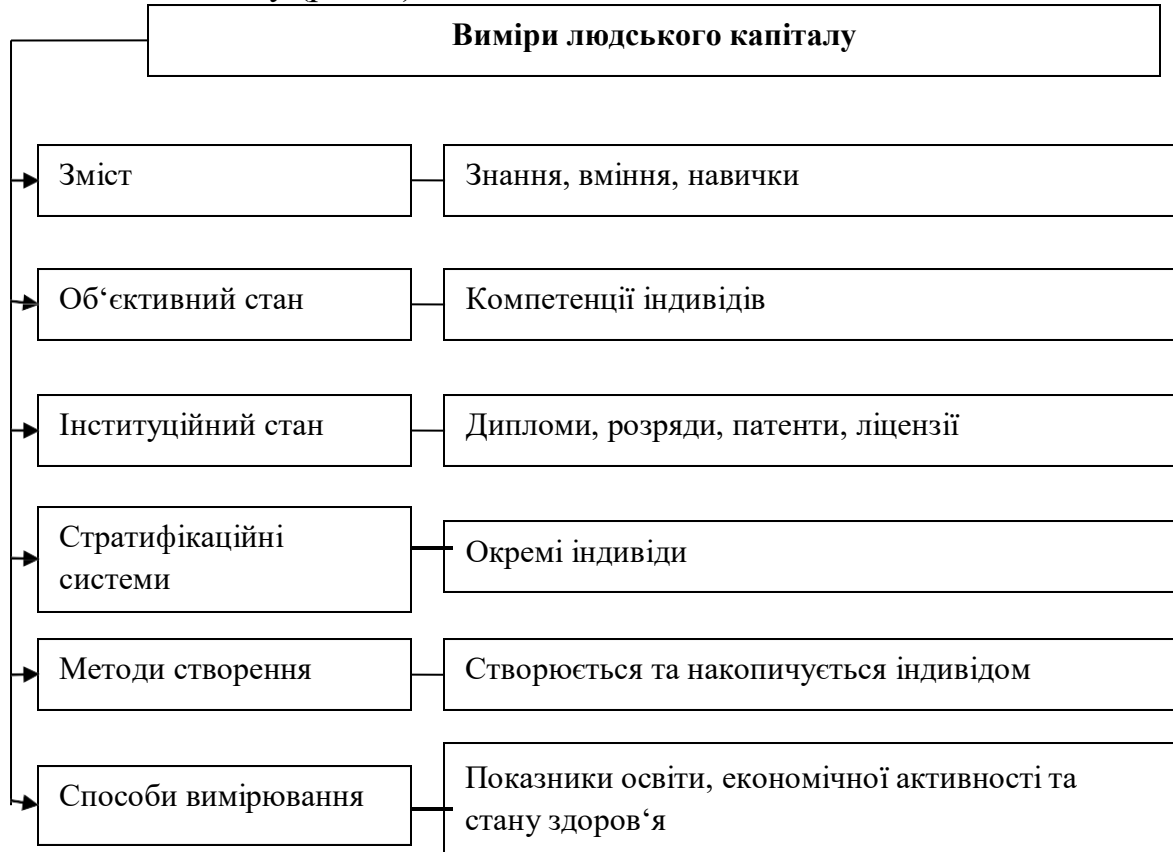 Виміри людського капіталу
Зміст
Знання, вміння, навички
Об‘єктивний стан
Компетенції індивідів
Інституційний стан
Дипломи, розряди, патенти, ліцензії
Стратифікаційні
системи
Окремі індивіди
Методи створення
Створюється та накопичується індивідом
Способи вимірювання
Показники освіти, економічної активності та
стану здоров‘я